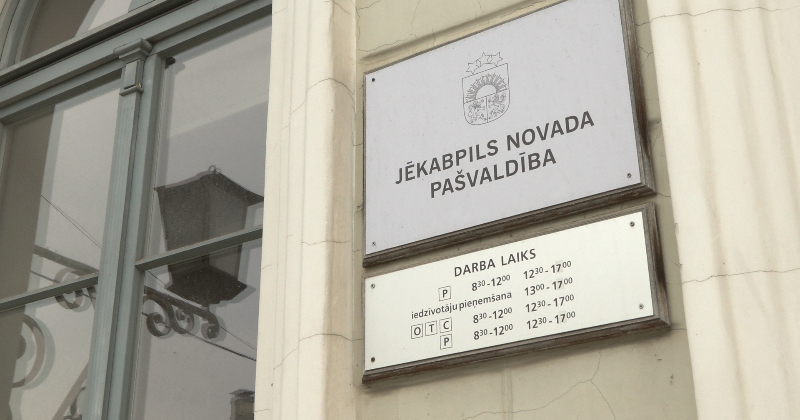 JĒKABPILS NOVADA
PAŠVALDĪBA
DARBA LAIKS
P 8³⁰-12⁰⁰ 12³⁰-17⁰⁰
iedzivotāju pieņemšana 13⁰⁰-17⁰⁰
O T C 8³⁰-12⁰⁰ 12³⁰-17⁰⁰
P 8³⁰-12⁰⁰ 12³⁰-17⁰⁰